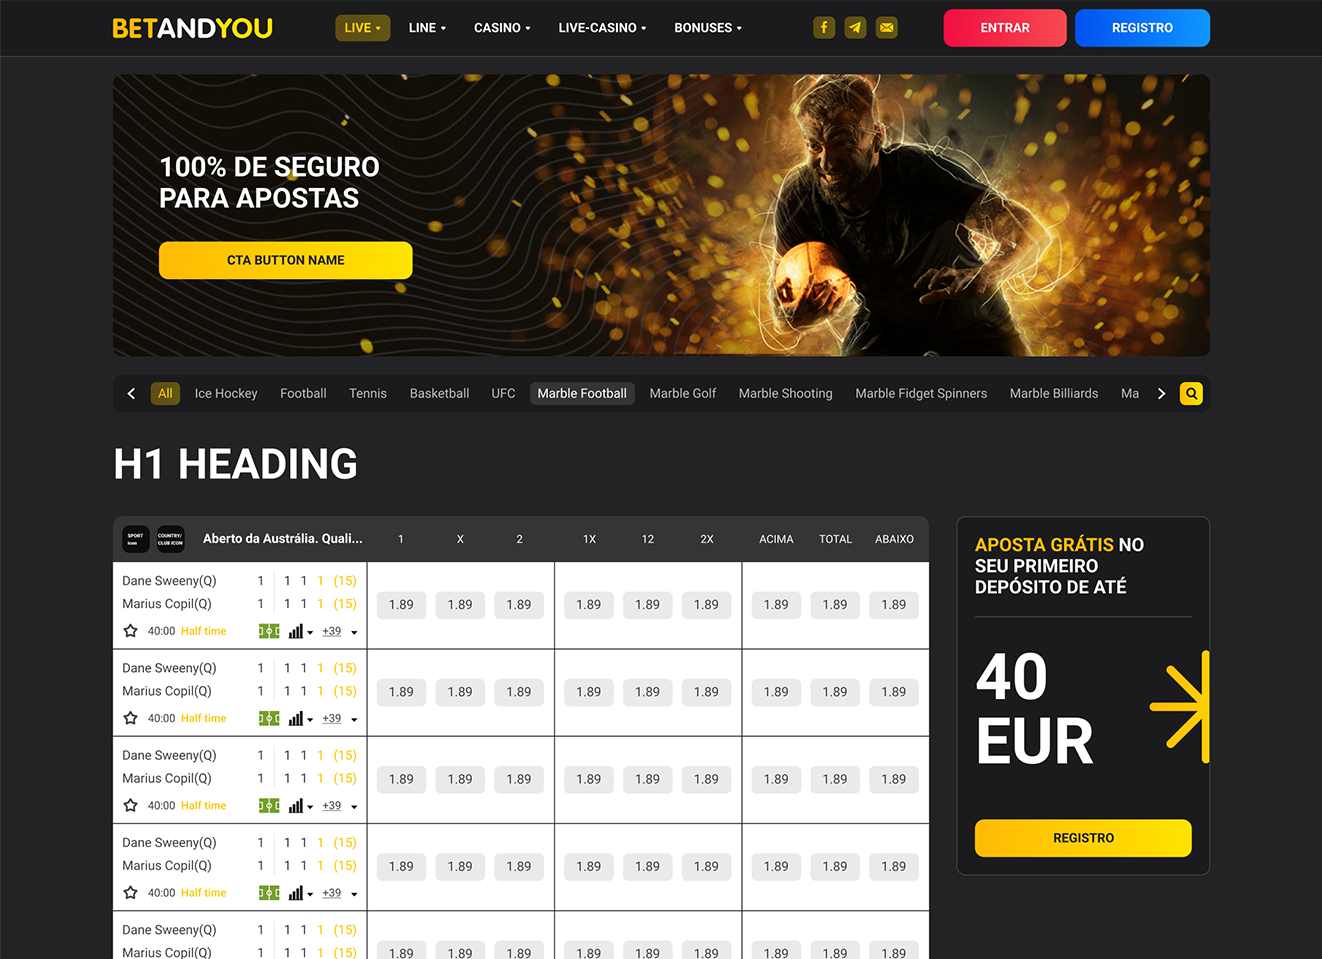 BETANDYOU
LIVE LINE CASINO LIVE-CASINO BONUSES
ENTRAR REGISTRO
100% DE SEGURO
PARA APOSTAS
CTA BUTTON NAME
All Ice Hockey Football Tennis Basketball UFC Marble Football Marble Golf Marble Shooting Marble Fidget Spinners Marble Billiards Ma
H1 HEADING
SPORT icon COUNTRY/ CLUB ICON Aberto da Austrália. Quali... 1 X 2 1X 12 2X ACIMA TOTAL ABAIXO
Dane Sweeny(Q) 1 1 1 1 (15)
Marius Copil(Q) 1 1 1 1 (15)
1.89 1.89 1.89 1.89 1.89 1.89 1.89 1.89 1.89
40:00 Half time +39
Dane Sweeny(Q) 1 1 1 1 (15)
Marius Copil(Q) 1 1 1 1 (15)
1.89 1.89 1.89 1.89 1.89 1.89 1.89 1.89 1.89
40:00 Half time +39
Dane Sweeny(Q) 1 1 1 1 (15)
Marius Copil(Q) 1 1 1 1 (15)
1.89 1.89 1.89 1.89 1.89 1.89 1.89 1.89 1.89
40:00 Half time +39
Dane Sweeny(Q) 1 1 1 1 (15)
Marius Copil(Q) 1 1 1 1 (15)
1.89 1.89 1.89 1.89 1.89 1.89 1.89 1.89 1.89
40:00 Half time +39
Dane Sweeny(Q) 1 1 1 1 (15)
Marius Copil(Q) 1 1 1 1 (15)
1.89 1.89 1.89 1.89 1.89 1.89 1.89 1.89 1.89
APOSTA GRÁTIS NO
SEU PRIMEIRO
DEPÓSITO DE ATÉ
40
EUR
REGISTRO